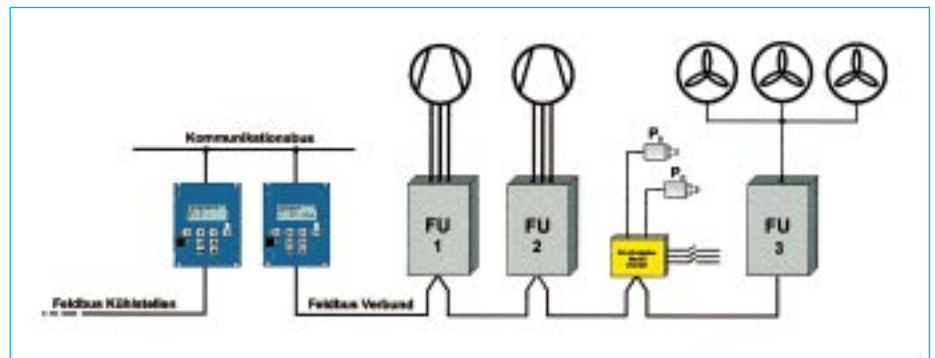 Kommunikationsbus
P
P
FU
1
FU
2
FU
3
Feldbus Kühlstellen
Feldbus Verbund